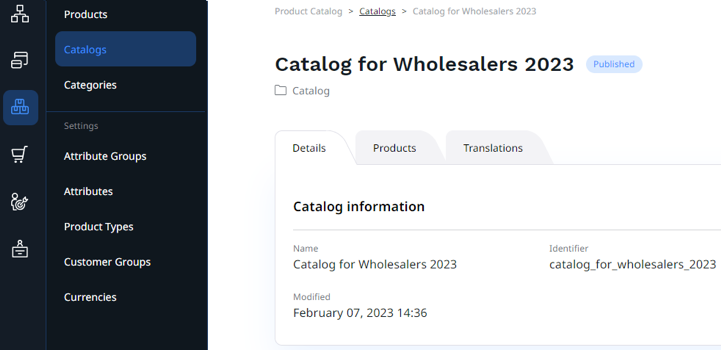 Products
Catalogs
Categories
Settings
Attribute Groups
Attributes
Product Types
Customer Groups
Currencies
Product Catalog > Catalogs > Catalog for Wholesalers 2023
Catalog for Wholesalers 2023 Published
Catalog
Details Products Translations
Catalog information
Name Identifier
Catalog for Wholesalers 2023 catalog_for_wholesalers_2023
Modified
February 07, 2023 14:36